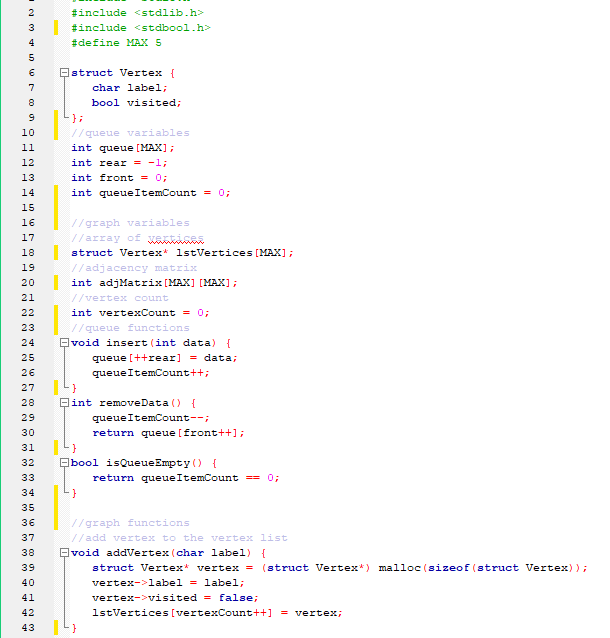 2 #include <stdlib.h>
3 #include <stdbool.h>
4 #define MAX 5
5
6 struct Vertex {
7 char label;
8 bool visited;
9 };
10 //queue variables
11 int queue[MAX];
12 int rear = -1;
13 int front = 0;
14 int queueItemCount = 0;
15
16 //graph variables
17 //array of vertices
18 struct Vertex* lstVertices[MAX];
19 //adjacency matrix
20 int adjMatrix[MAX][MAX];
21 //vertex count
22 int vertexCount = 0;
23 //queue functions
24 void insert(int data) {
25 queue[++rear] = data;
26 queueItemCount++;
27 }
28 int removeData() {
29 queueItemCount--;
30 return queue[front++];
31 }
32 bool isQueueEmpty() {
33 return queueItemCount == 0;
34 }
35
36 //graph functions
37 //add vertex to the vertex list
38 void addVertex(char label) {
39 struct Vertex* vertex = (struct Vertex*) malloc(sizeof(struct Vertex));
40 vertex->label = label;
41 vertex->visited = false;
42 lstVertices[vertexCount++] = vertex;
43 }